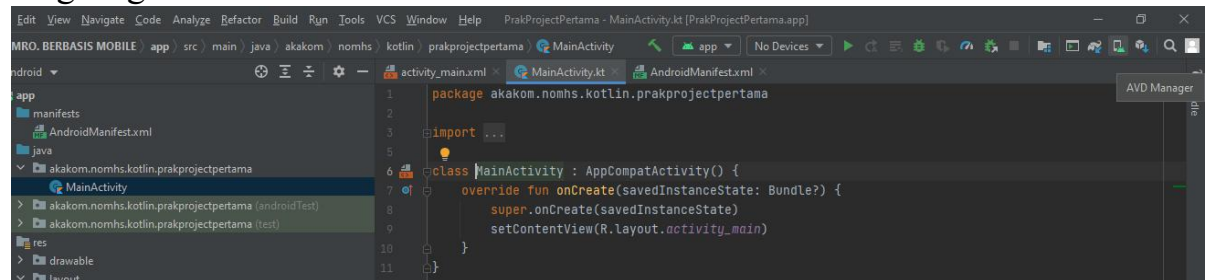 Edit View Navigate Code Analyze Refactor Build Run Tools VCS Window Help PrakProjectPertama - MainActivity.kt [PrakProjectPertama.app]
MRO. BERBASIS MOBILE app src main java akakom nomhs kotlin prakprojectpertama MainActivity app No Devices
ndroid activity_main.xml MainActivity.kt AndroidManifest.xml
AVD Manager
app
manifests
AndroidManifest.xml
java
akakom.nomhs.kotlin.prakprojectpertama
MainActivity
akakom.nomhs.kotlin.prakprojectpertama (androidTest)
akakom.nomhs.kotlin.prakprojectpertama (test)
res
drawable
layout
1 package akakom.nomhs.kotlin.prakprojectpertama
2
3 import ...
5
6 class MainActivity : AppCompatActivity() {
7 override fun onCreate(savedInstanceState: Bundle?) {
8 super.onCreate(savedInstanceState)
9 setContentView(R.layout.activity_main)
10 }
11 }